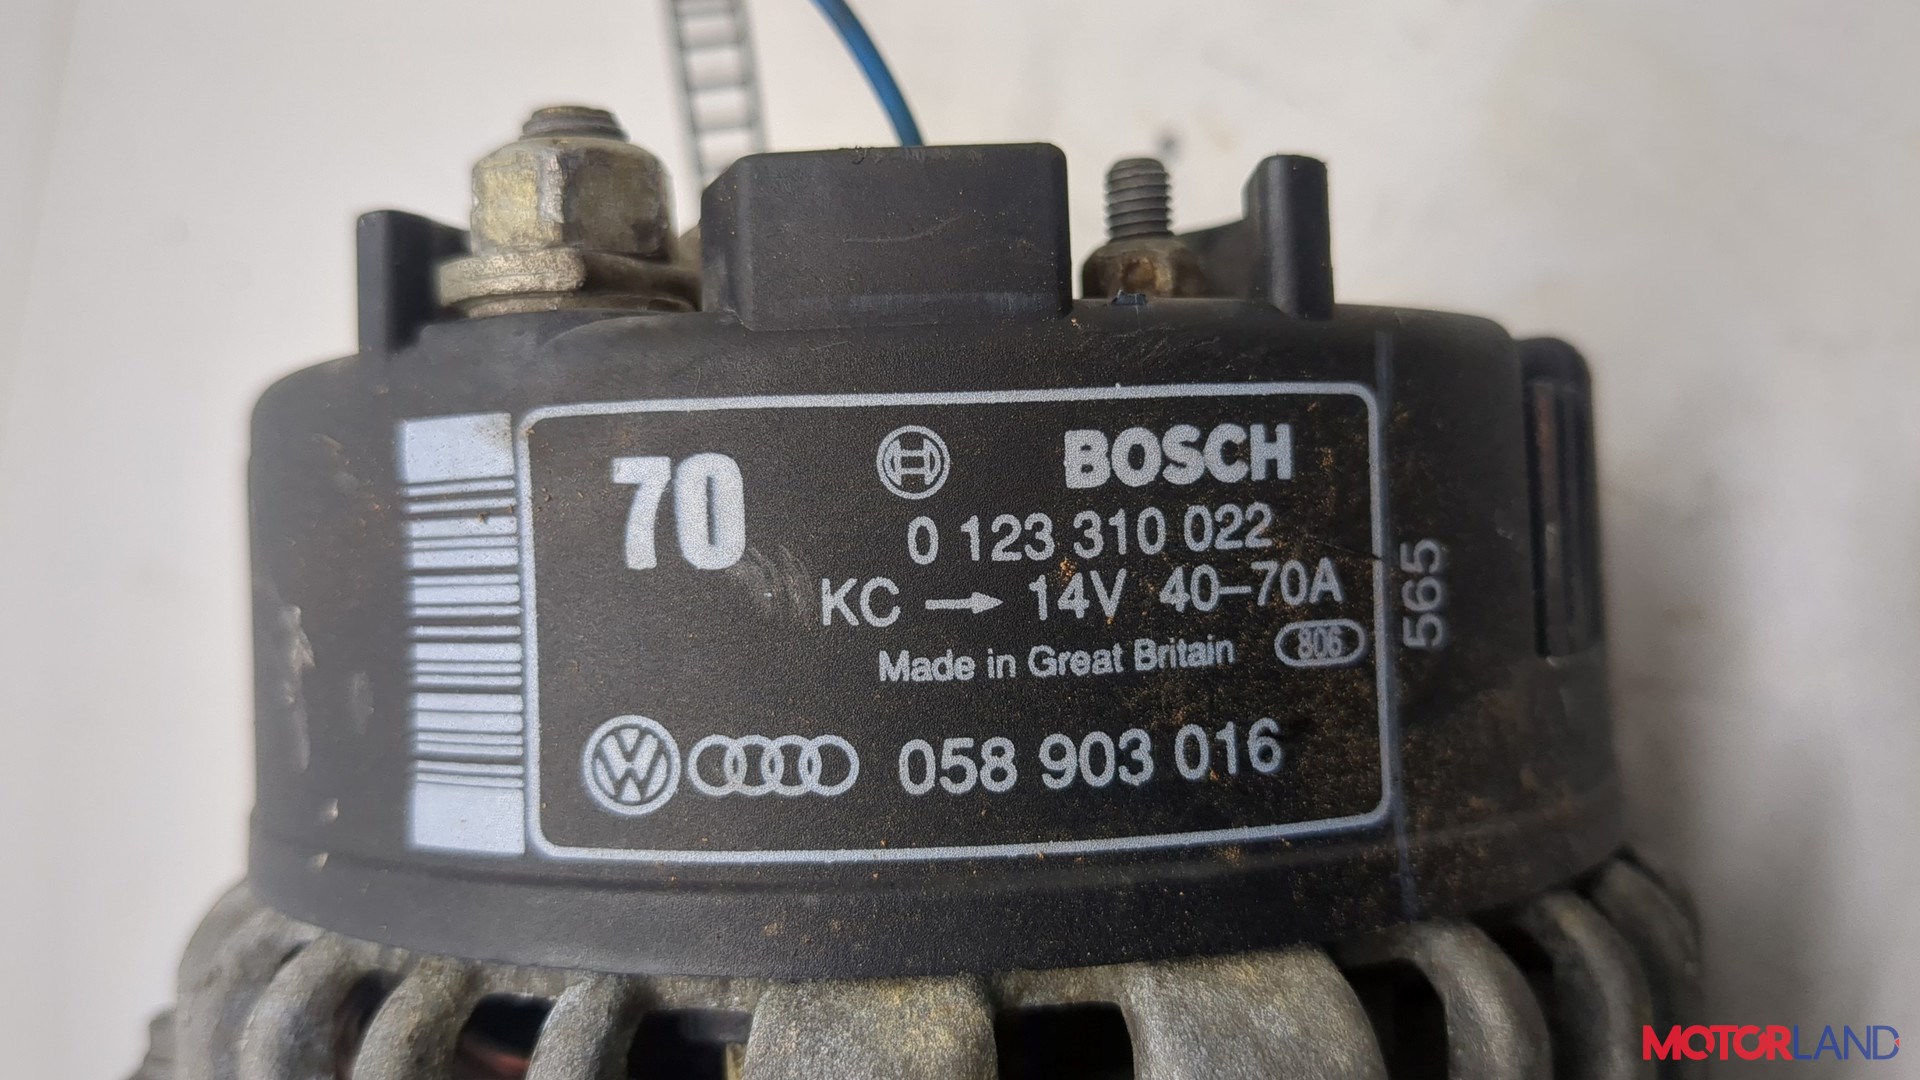 70
BOSCH
0 123 310 022
KC → 14V 40–70A
Made in Great Britain 806
058 903 016
565
MOTORLAND